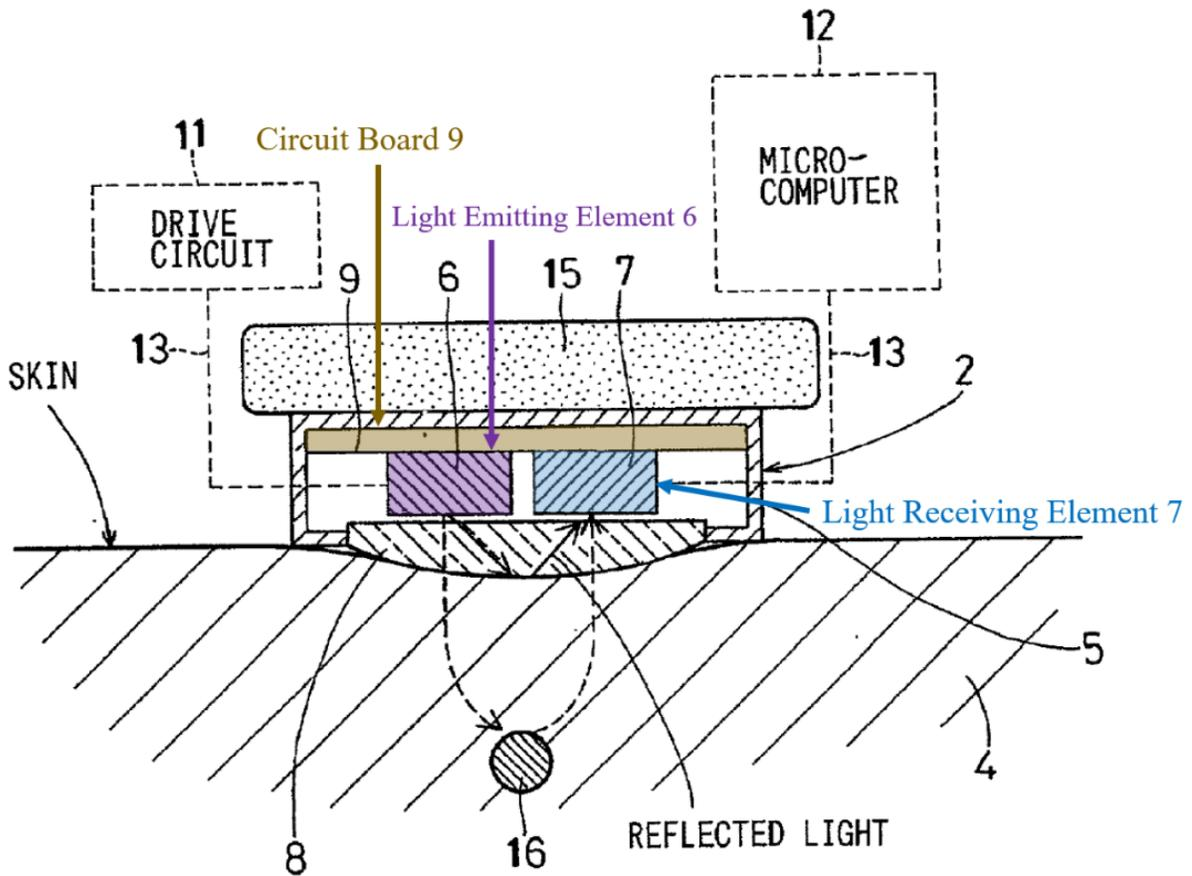 12
11
Circuit Board 9
MICRO-
COMPUTER
DRIVE
CIRCUIT
Light Emitting Element 6
9
6
15
7
13
13
SKIN
2
Light Receiving Element 7
5
4
8
16
REFLECTED LIGHT